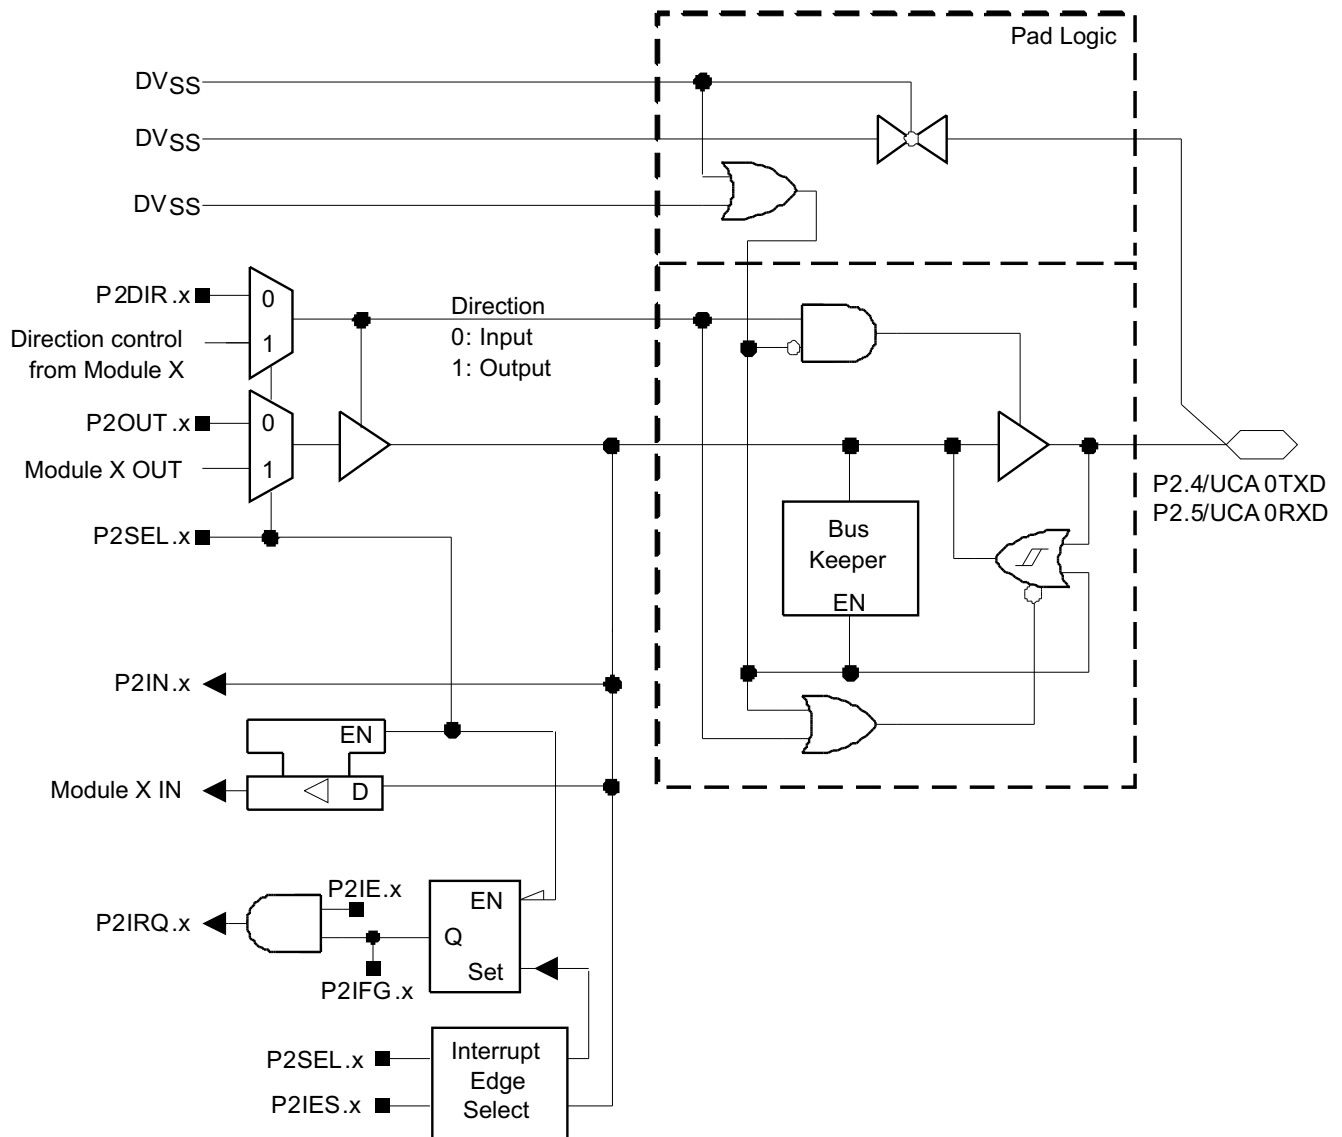 Pad Logic
DVSS
DVSS
DVSS
P2DIR.x
0
Direction control
from Module X
1
Direction
0: Input
1: Output
P2OUT.x
0
Module X OUT
1
P2SEL.x
P2.4/UCA0TXD
P2.5/UCA0RXD
Bus
Keeper
EN
P2IN.x
EN
Module X IN
D
P2IE.x
P2IRQ.x
EN
Q
Set
P2IFG.x
P2SEL.x
P2IES.x
Interrupt
Edge
Select